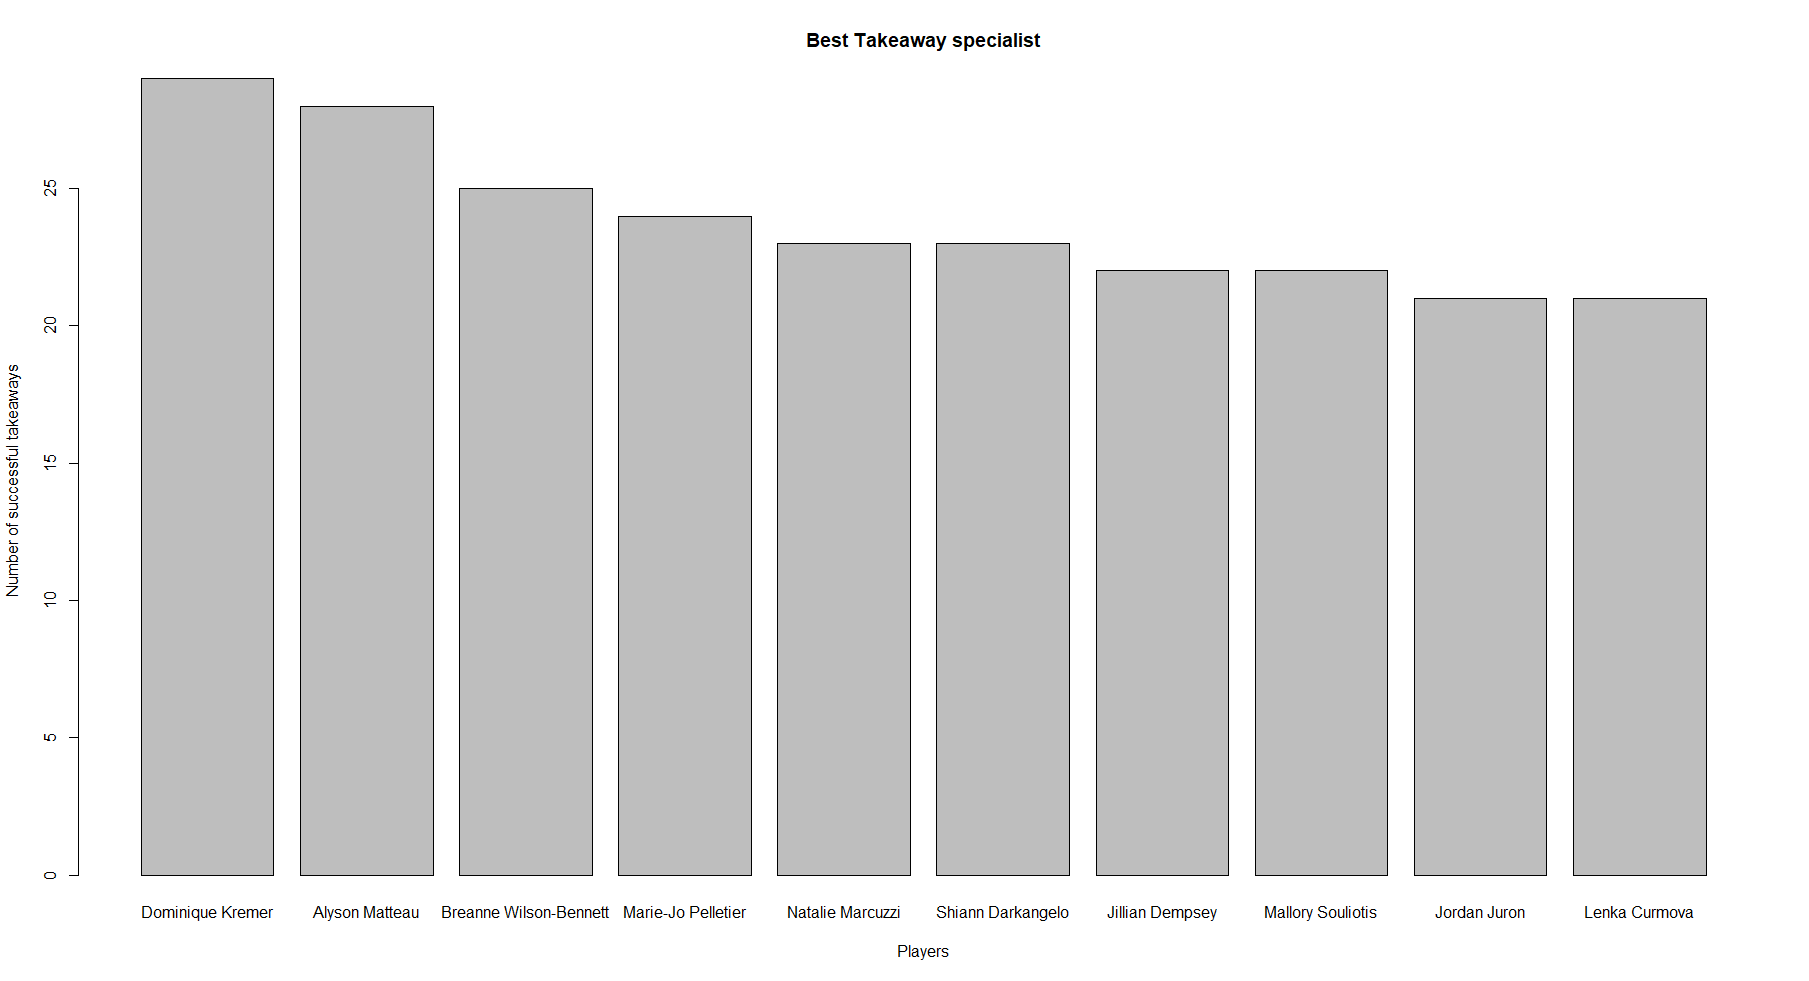 Best Takeaway specialist
Number of successful takeaways
25
20
15
10
5
0
Dominique Kremer Alyson Matteau Breanne Wilson-Bennett Marie-Jo Pelletier Natalie Marcuzzi Shiann Darkangelo Jillian Dempsey Mallory Souliotis Jordan Juron Lenka Curmova
Players